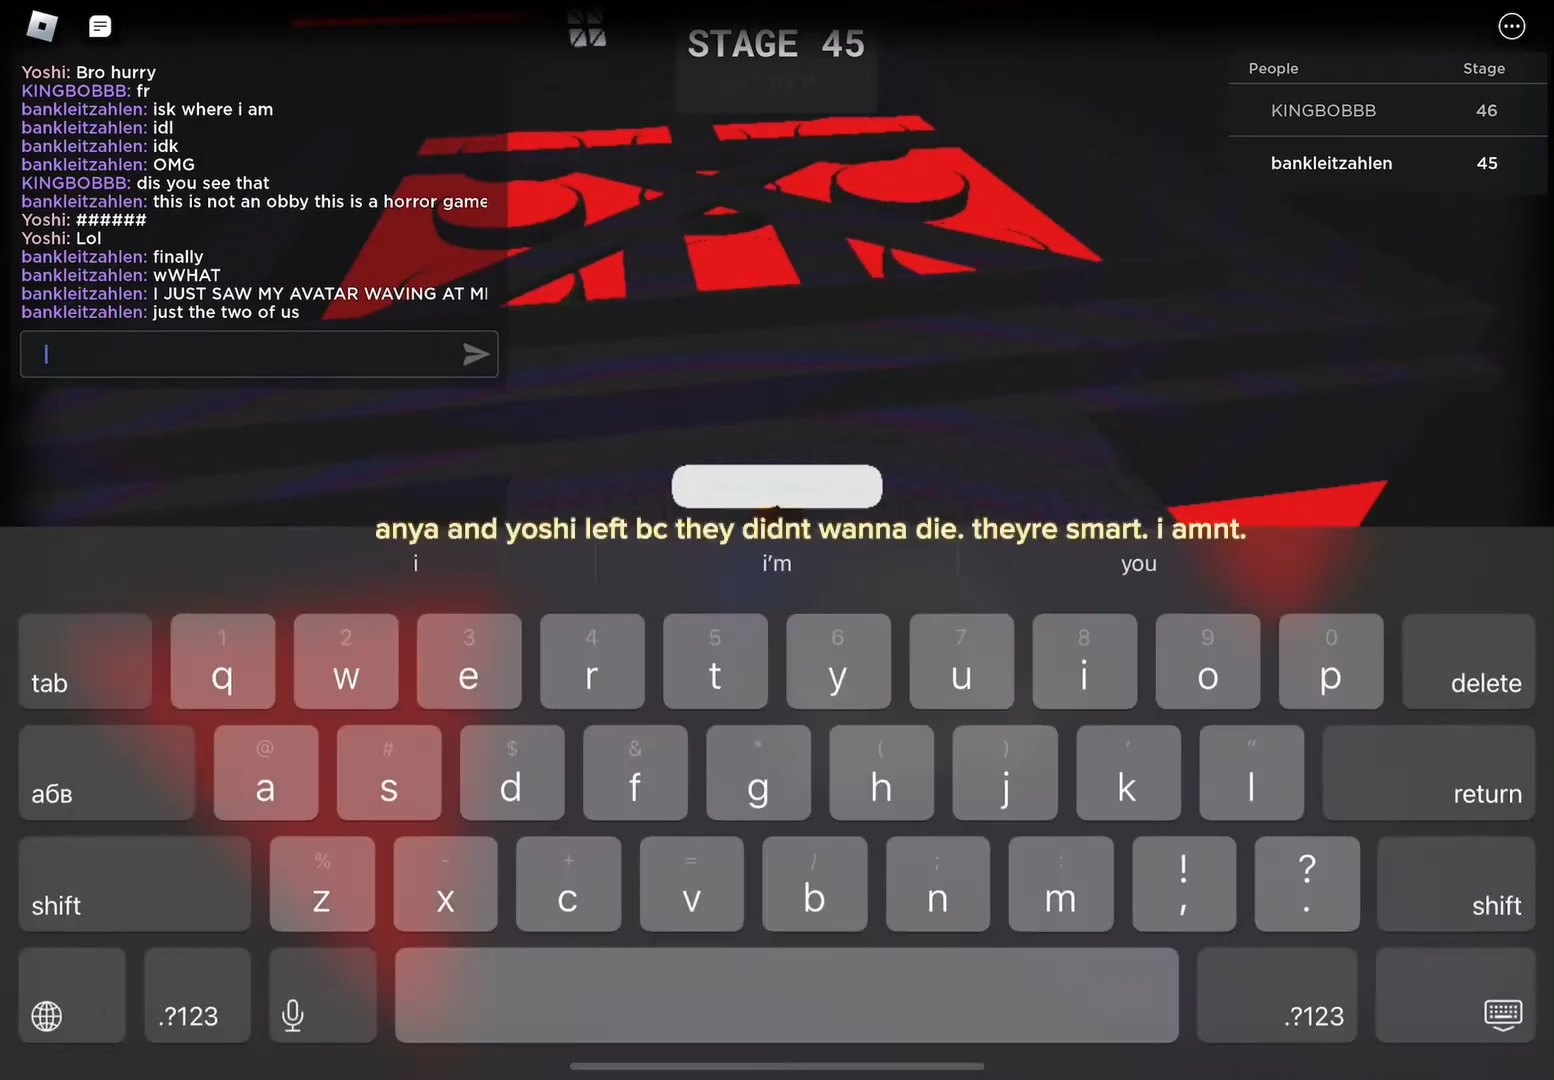 STAGE 45
Yoshi: Bro hurry
KINGBOBBB: fr
bankleitzahlen: isk where i am
bankleitzahlen: idl
bankleitzahlen: idk
bankleitzahlen: OMG
KINGBOBBB: dis you see that
bankleitzahlen: this is not an obby this is a horror game
Yoshi: ######
Yoshi: Lol
bankleitzahlen: finally
bankleitzahlen: wWHAT
bankleitzahlen: I JUST SAW MY AVATAR WAVING AT
bankleitzahlen: just the two of us
People Stage
KINGBOBBB 46
bankleitzahlen 45
anya and yoshi left bc they didnt wanna die. theyre smart. i amnt.
i i'm you
1 2 3 4 5 6 7 8 9 0
tab q w e r t y u i o p delete
@ # $ & * ( ) ' "
абв a s d f g h j k l return
% - + = / ; : ! ?
shift z x c v b n m , . shift
.?123 .?123